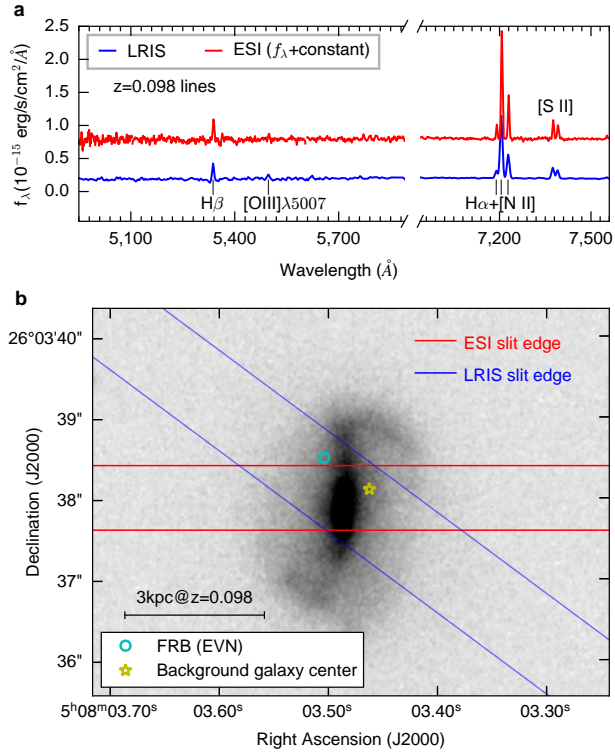 a
LRIS ESI (fλ+constant)
z=0.098 lines
[S II]
Hβ [OIII]λ5007 Hα+[N II]
fλ(10⁻¹⁵ erg/s/cm²/Å)
2.5
2.0
1.5
1.0
0.5
0.0
5,100 5,400 5,700 7,200 7,500
Wavelength (Å)
b
ESI slit edge
LRIS slit edge
Declination (J2000)
26°03'40"
39"
38"
37"
36"
3kpc@z=0.098
FRB (EVN)
Background galaxy center
5ʰ08ᵐ03.70ˢ 03.60ˢ 03.50ˢ 03.40ˢ 03.30ˢ
Right Ascension (J2000)